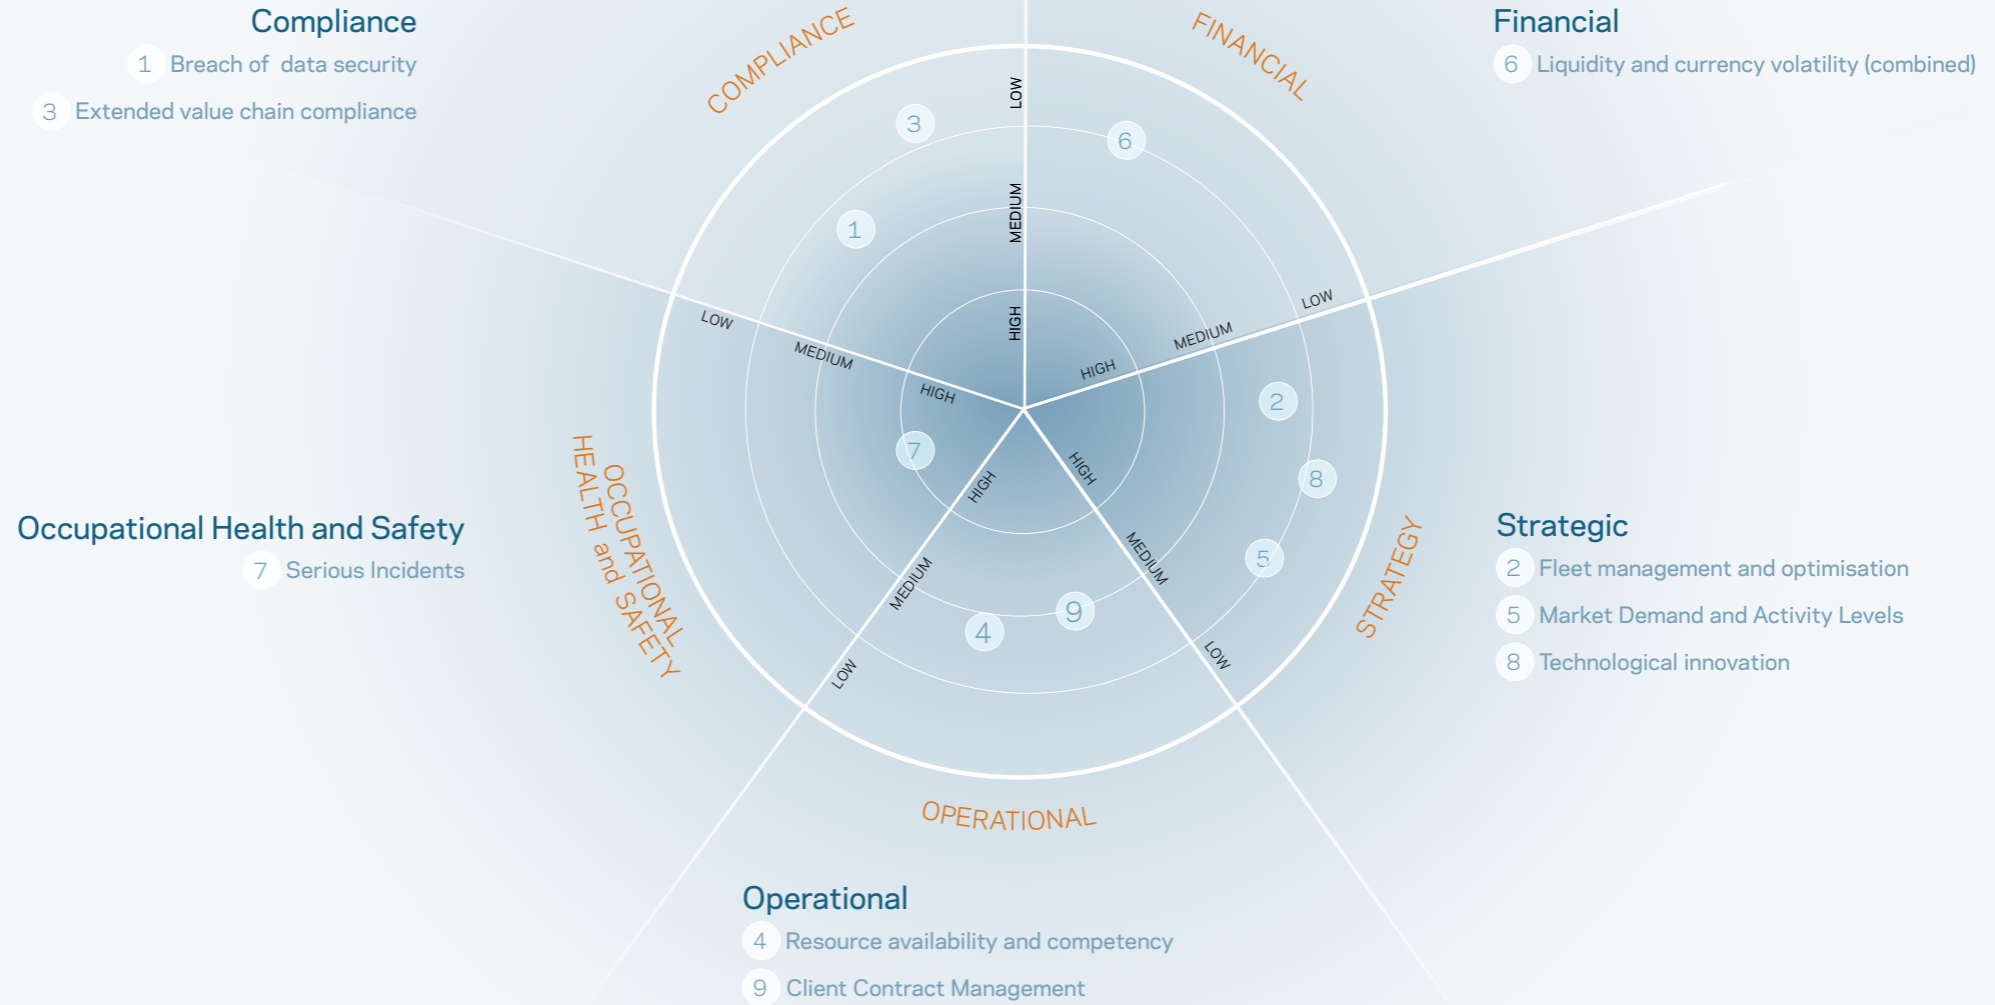 Compliance
1 Breach of data security
3 Extended value chain compliance
Financial
6 Liquidity and currency volatility (combined)
COMPLIANCE
FINANCIAL
LOW
MEDIUM
HIGH
3
1
6
LOW
MEDIUM
HIGH
HIGH
MEDIUM
LOW
2
8
5
7
HIGH
MEDIUM
LOW
HIGH
MEDIUM
LOW
4
9
OCCUPATIONAL
HEALTH and SAFETY
STRATEGY
OPERATIONAL
Occupational Health and Safety
7 Serious Incidents
Strategic
2 Fleet management and optimisation
5 Market Demand and Activity Levels
8 Technological innovation
Operational
4 Resource availability and competency
9 Client Contract Management